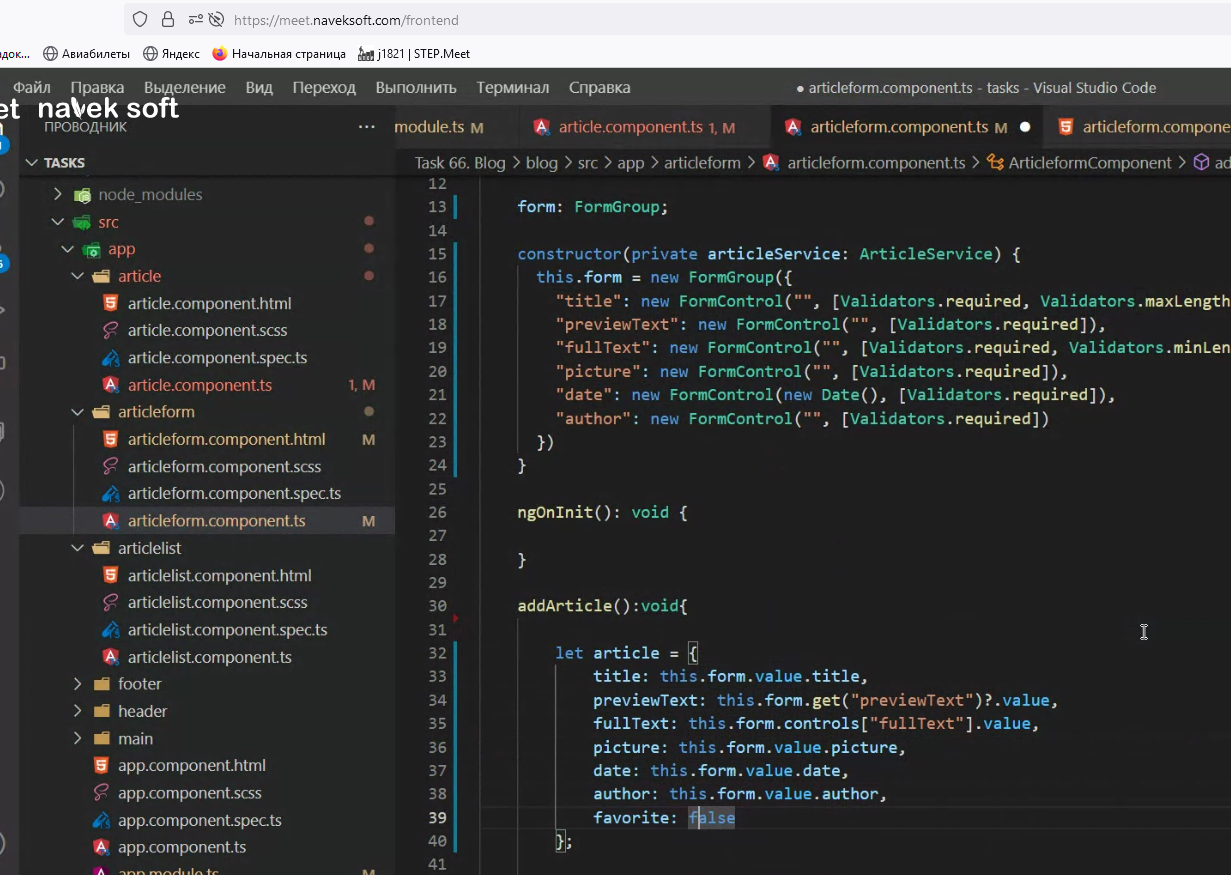 https://meet.naveksoft.com/frontend
док... Авиабилеты Яндекс Начальная страница j1821 | STEP.Meet
Файл Правка Выделение Вид Переход Выполнить Терминал Справка ● articleform.component.ts - tasks - Visual Studio Code
et navek soft
ПРОВОДНИК ...
module.ts M article.component.ts 1, M articleform.component.ts M articleform.compone
TASKS
Task 66. Blog > blog > src > app > articleform > articleform.component.ts > ArticleformComponent > ad
node_modules
src
app
article
article.component.html
article.component.scss
article.component.spec.ts
article.component.ts 1, M
articleform
articleform.component.html M
articleform.component.scss
articleform.component.spec.ts
articleform.component.ts M
articlelist
articlelist.component.html
articlelist.component.scss
articlelist.component.spec.ts
articlelist.component.ts
footer
header
main
app.component.html
app.component.scss
app.component.spec.ts
app.component.ts
app.module.ts M
12
13 form: FormGroup;
14
15 constructor(private articleService: ArticleService) {
16 this.form = new FormGroup({
17 "title": new FormControl("", [Validators.required, Validators.maxLength
18 "previewText": new FormControl("", [Validators.required]),
19 "fullText": new FormControl("", [Validators.required, Validators.minLen
20 "picture": new FormControl("", [Validators.required]),
21 "date": new FormControl(new Date(), [Validators.required]),
22 "author": new FormControl("", [Validators.required])
23 })
24 }
25
26 ngOnInit(): void {
27
28 }
29
30 addArticle():void{
31
32 let article = {
33 title: this.form.value.title,
34 previewText: this.form.get("previewText")?.value,
35 fullText: this.form.controls["fullText"].value,
36 picture: this.form.value.picture,
37 date: this.form.value.date,
38 author: this.form.value.author,
39 favorite: false
40 };
41